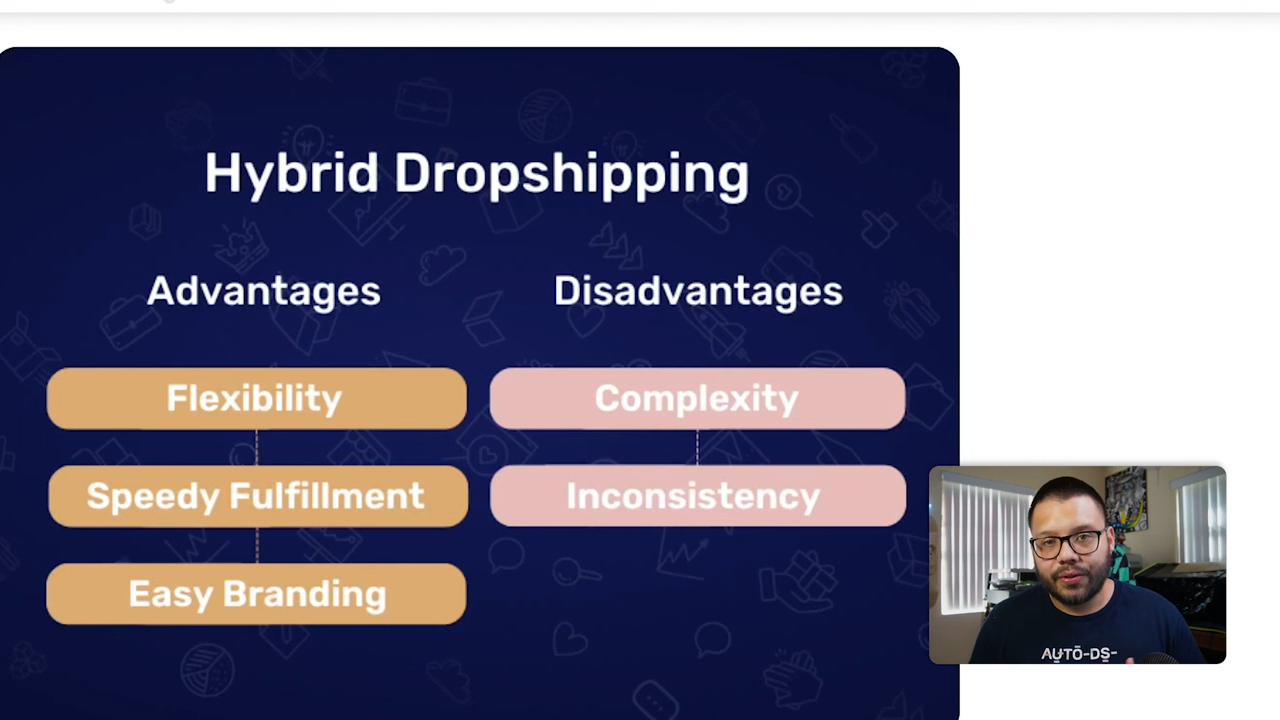 Hybrid Dropshipping
Advantages
Disadvantages
Flexibility
Complexity
Speedy Fulfillment
Inconsistency
Easy Branding
AUTO-DS-